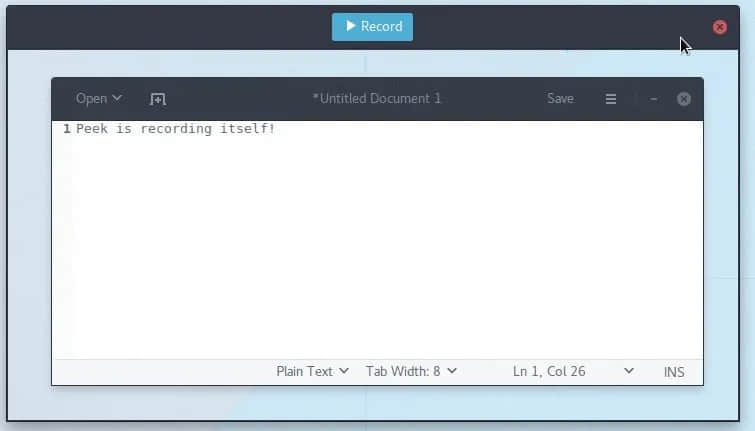 Record
Open *Untitled Document 1 Save
1 Peek is recording itself!
Plain Text Tab Width: 8 Ln 1, Col 26 INS